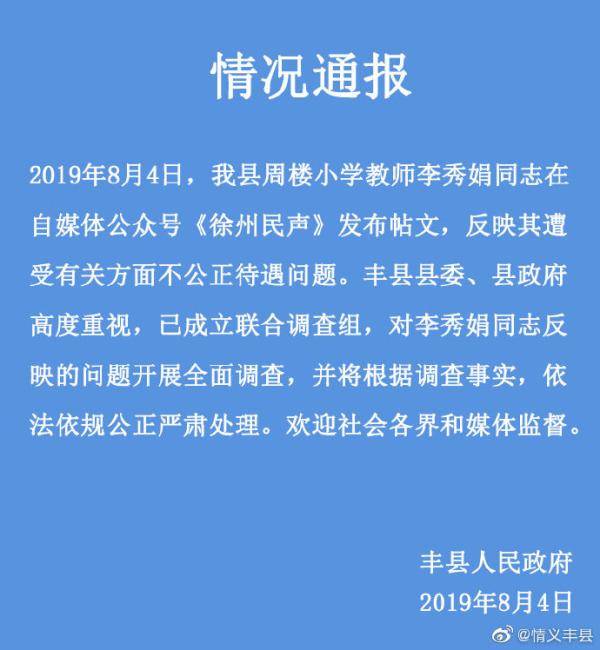 情况通报
2019年8月4日，我县周楼小学教师李秀娟同志在
自媒体公众号《徐州民声》发布帖文，反映其遭
受有关方面不公正待遇问题。丰县县委、县政府
高度重视，已成立联合调查组，对李秀娟同志反
映的问题开展全面调查，并将根据调查事实，依
法依规公正严肃处理。欢迎社会各界和媒体监督。
丰县人民政府
2019年8月4日
@情义丰县